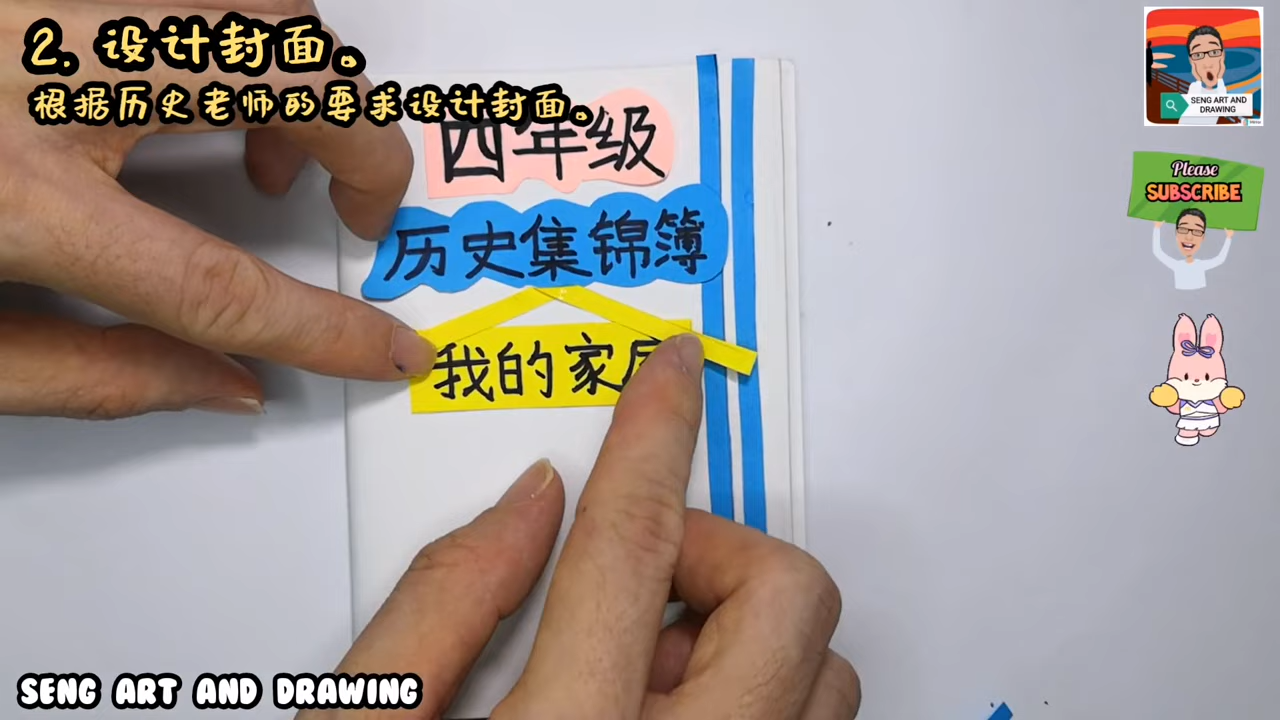 2. 设计封面。
根据历史老师的要求设计封面。
四年级
历史集锦簿
我的家
SENG ART AND
DRAWING
Please
SUBSCRIBE
SENG ART AND DRAWING